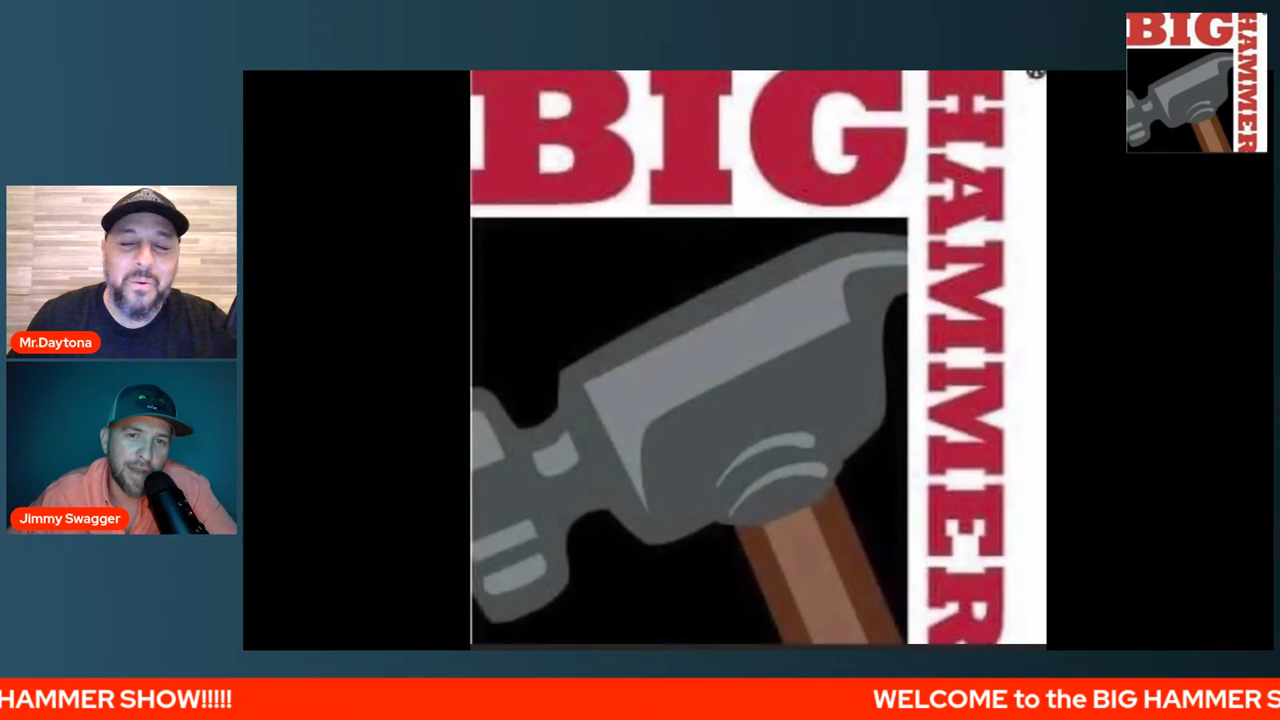 BIG
HAMMER
BIG
HAMMER
®
Mr.Daytona
Jimmy Swagger
HAMMER SHOW!!!!!
WELCOME to the BIG HAMMER S